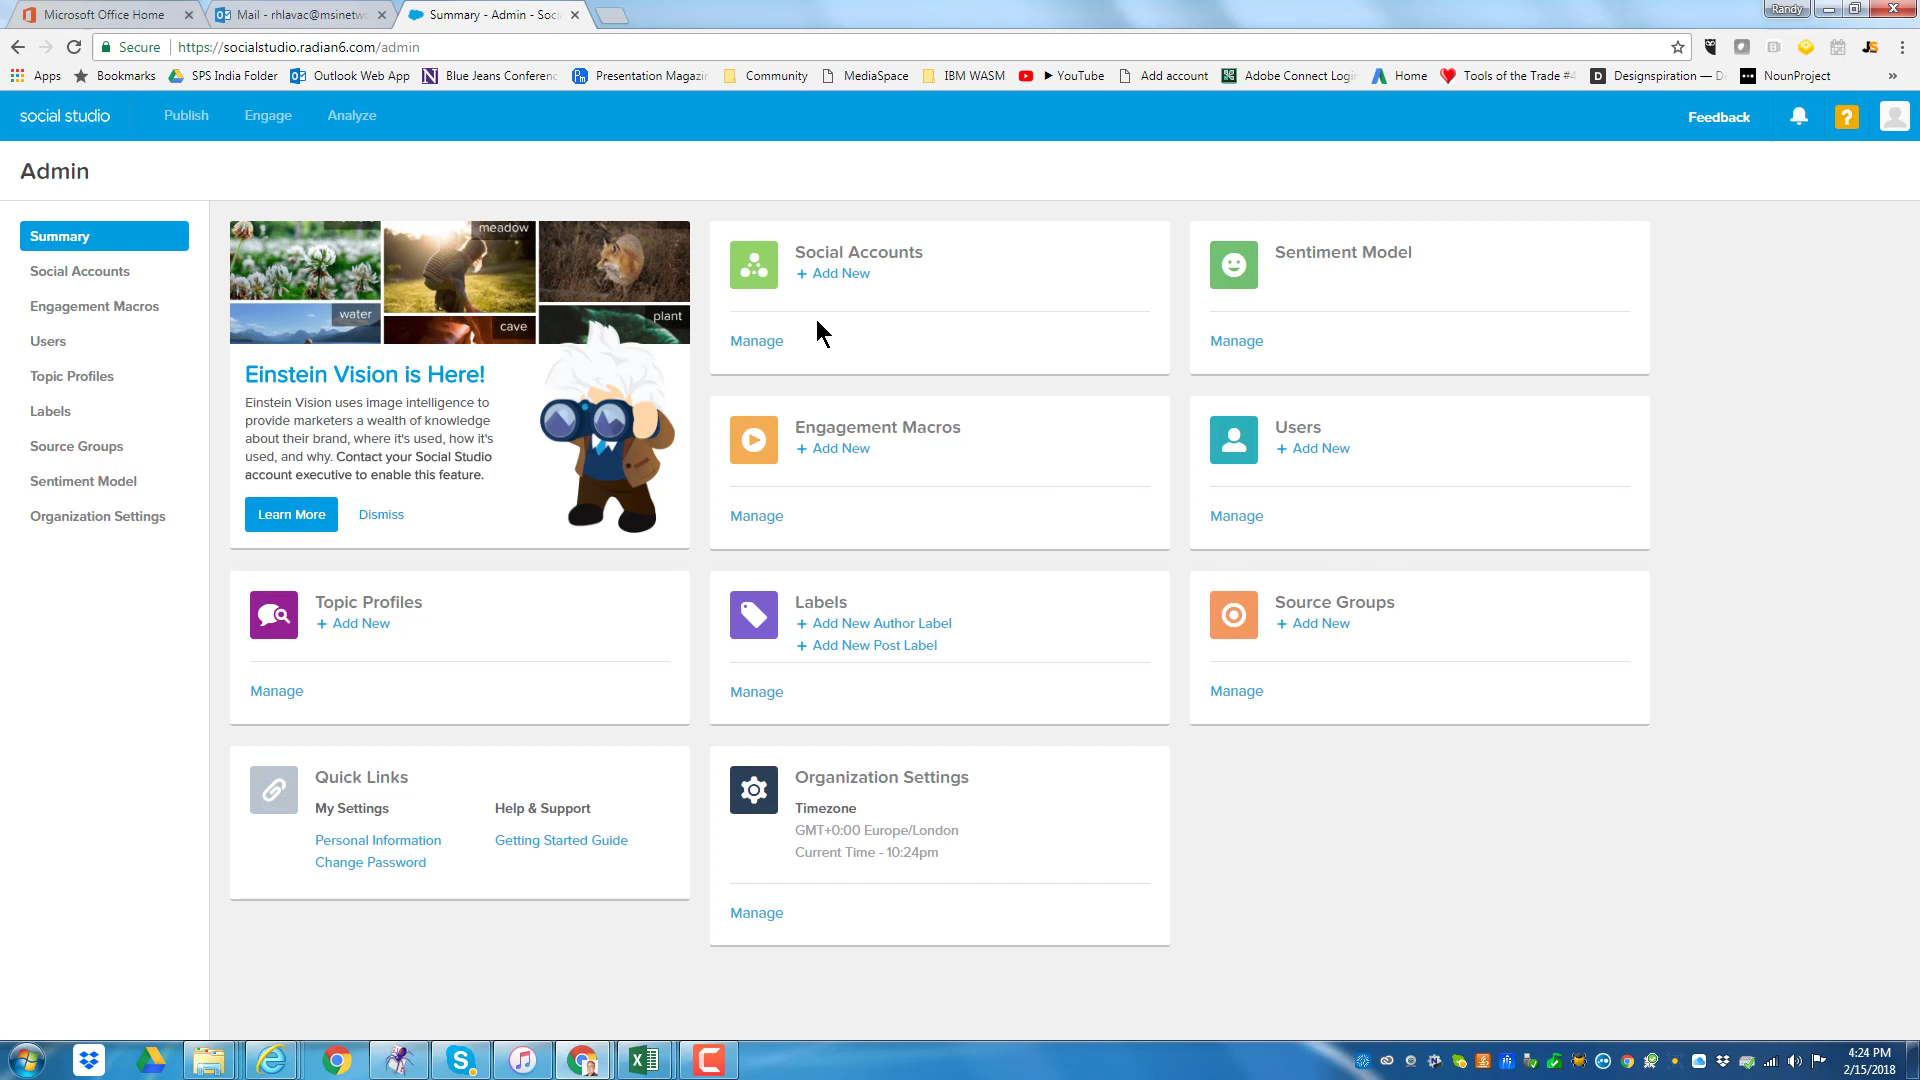 Microsoft Office Home
Mail - rhlavac@msinetw
Summary - Admin - Soci
Randy
Secure
https://socialstudio.radian6.com/admin
Apps
Bookmarks
SPS India Folder
Outlook Web App
Blue Jeans Conferenc
Presentation Magazin
Community
MediaSpace
IBM WASM
YouTube
Add account
Adobe Connect Login
Home
Tools of the Trade #4
Designspiration — De
NounProject
»
social studio
Publish
Engage
Analyze
Feedback
?
Admin
Summary
Social Accounts
Engagement Macros
Users
Topic Profiles
Labels
Source Groups
Sentiment Model
Organization Settings
meadow
water
cave
plant
Einstein Vision is Here!
Einstein Vision uses image intelligence to
provide marketers a wealth of knowledge
about their brand, where it's used, how it's
used, and why. Contact your Social Studio
account executive to enable this feature.
Learn More
Dismiss
Social Accounts
+ Add New
Manage
Sentiment Model
Manage
Engagement Macros
+ Add New
Manage
Users
+ Add New
Manage
Topic Profiles
+ Add New
Manage
Labels
+ Add New Author Label
+ Add New Post Label
Manage
Source Groups
+ Add New
Manage
Quick Links
My Settings
Personal Information
Change Password
Help & Support
Getting Started Guide
Organization Settings
Timezone
GMT+0:00 Europe/London
Current Time - 10:24pm
Manage
4:24 PM
2/15/2018